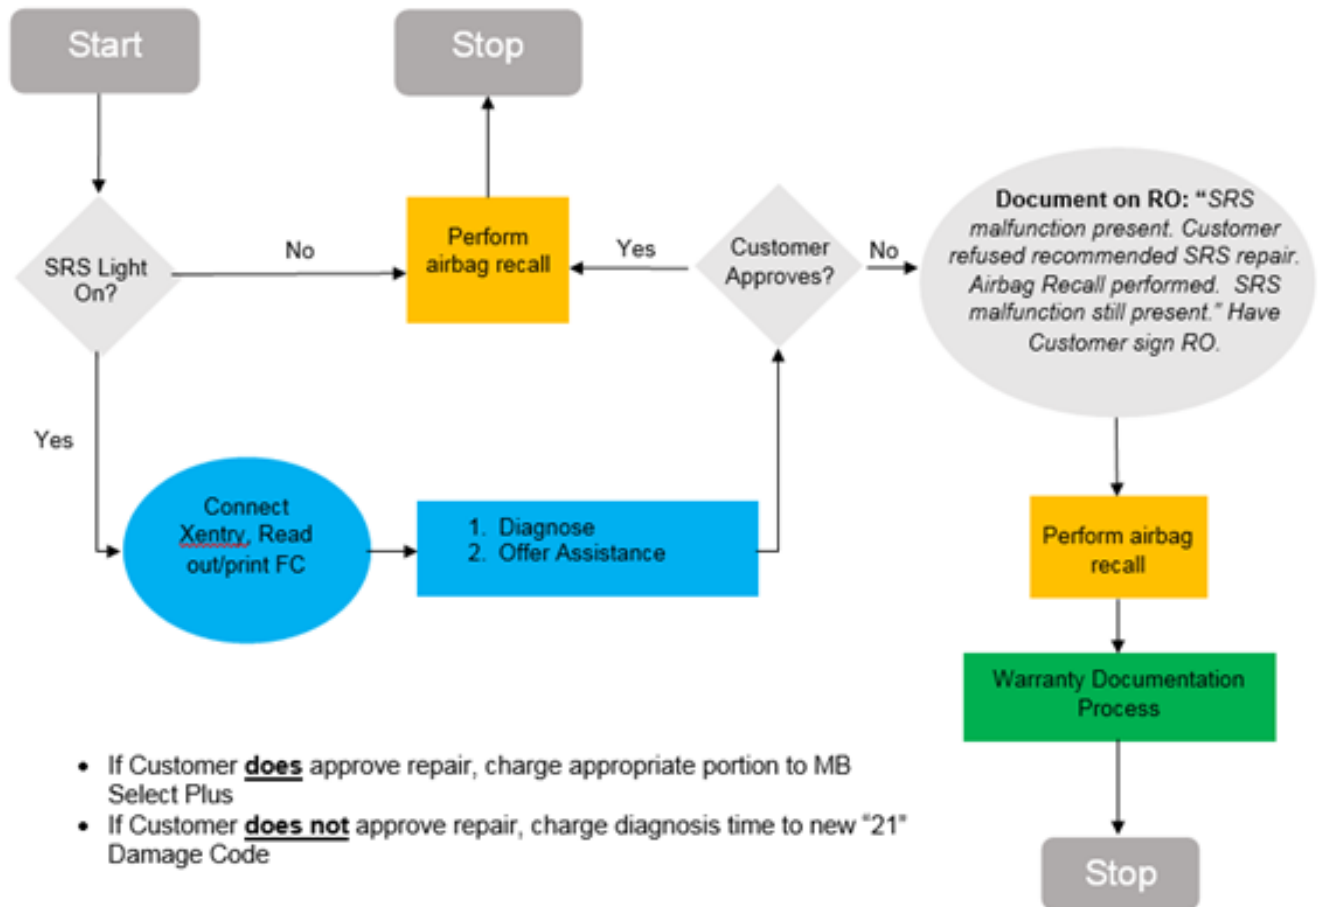 Start
Stop
SRS Light
On?
No
Perform
airbag recall
Yes
Customer
Approves?
No
Document on RO: “SRS
malfunction present. Customer
refused recommended SRS repair.
Airbag Recall performed.  SRS
malfunction still present.” Have
Customer sign RO.
Yes
Connect
Xentry, Read
out/print FC
1. Diagnose
2. Offer Assistance
Perform airbag
recall
Warranty Documentation
Process
Stop
• If Customer does approve repair, charge appropriate portion to MB
Select Plus
• If Customer does not approve repair, charge diagnosis time to new “21”
Damage Code